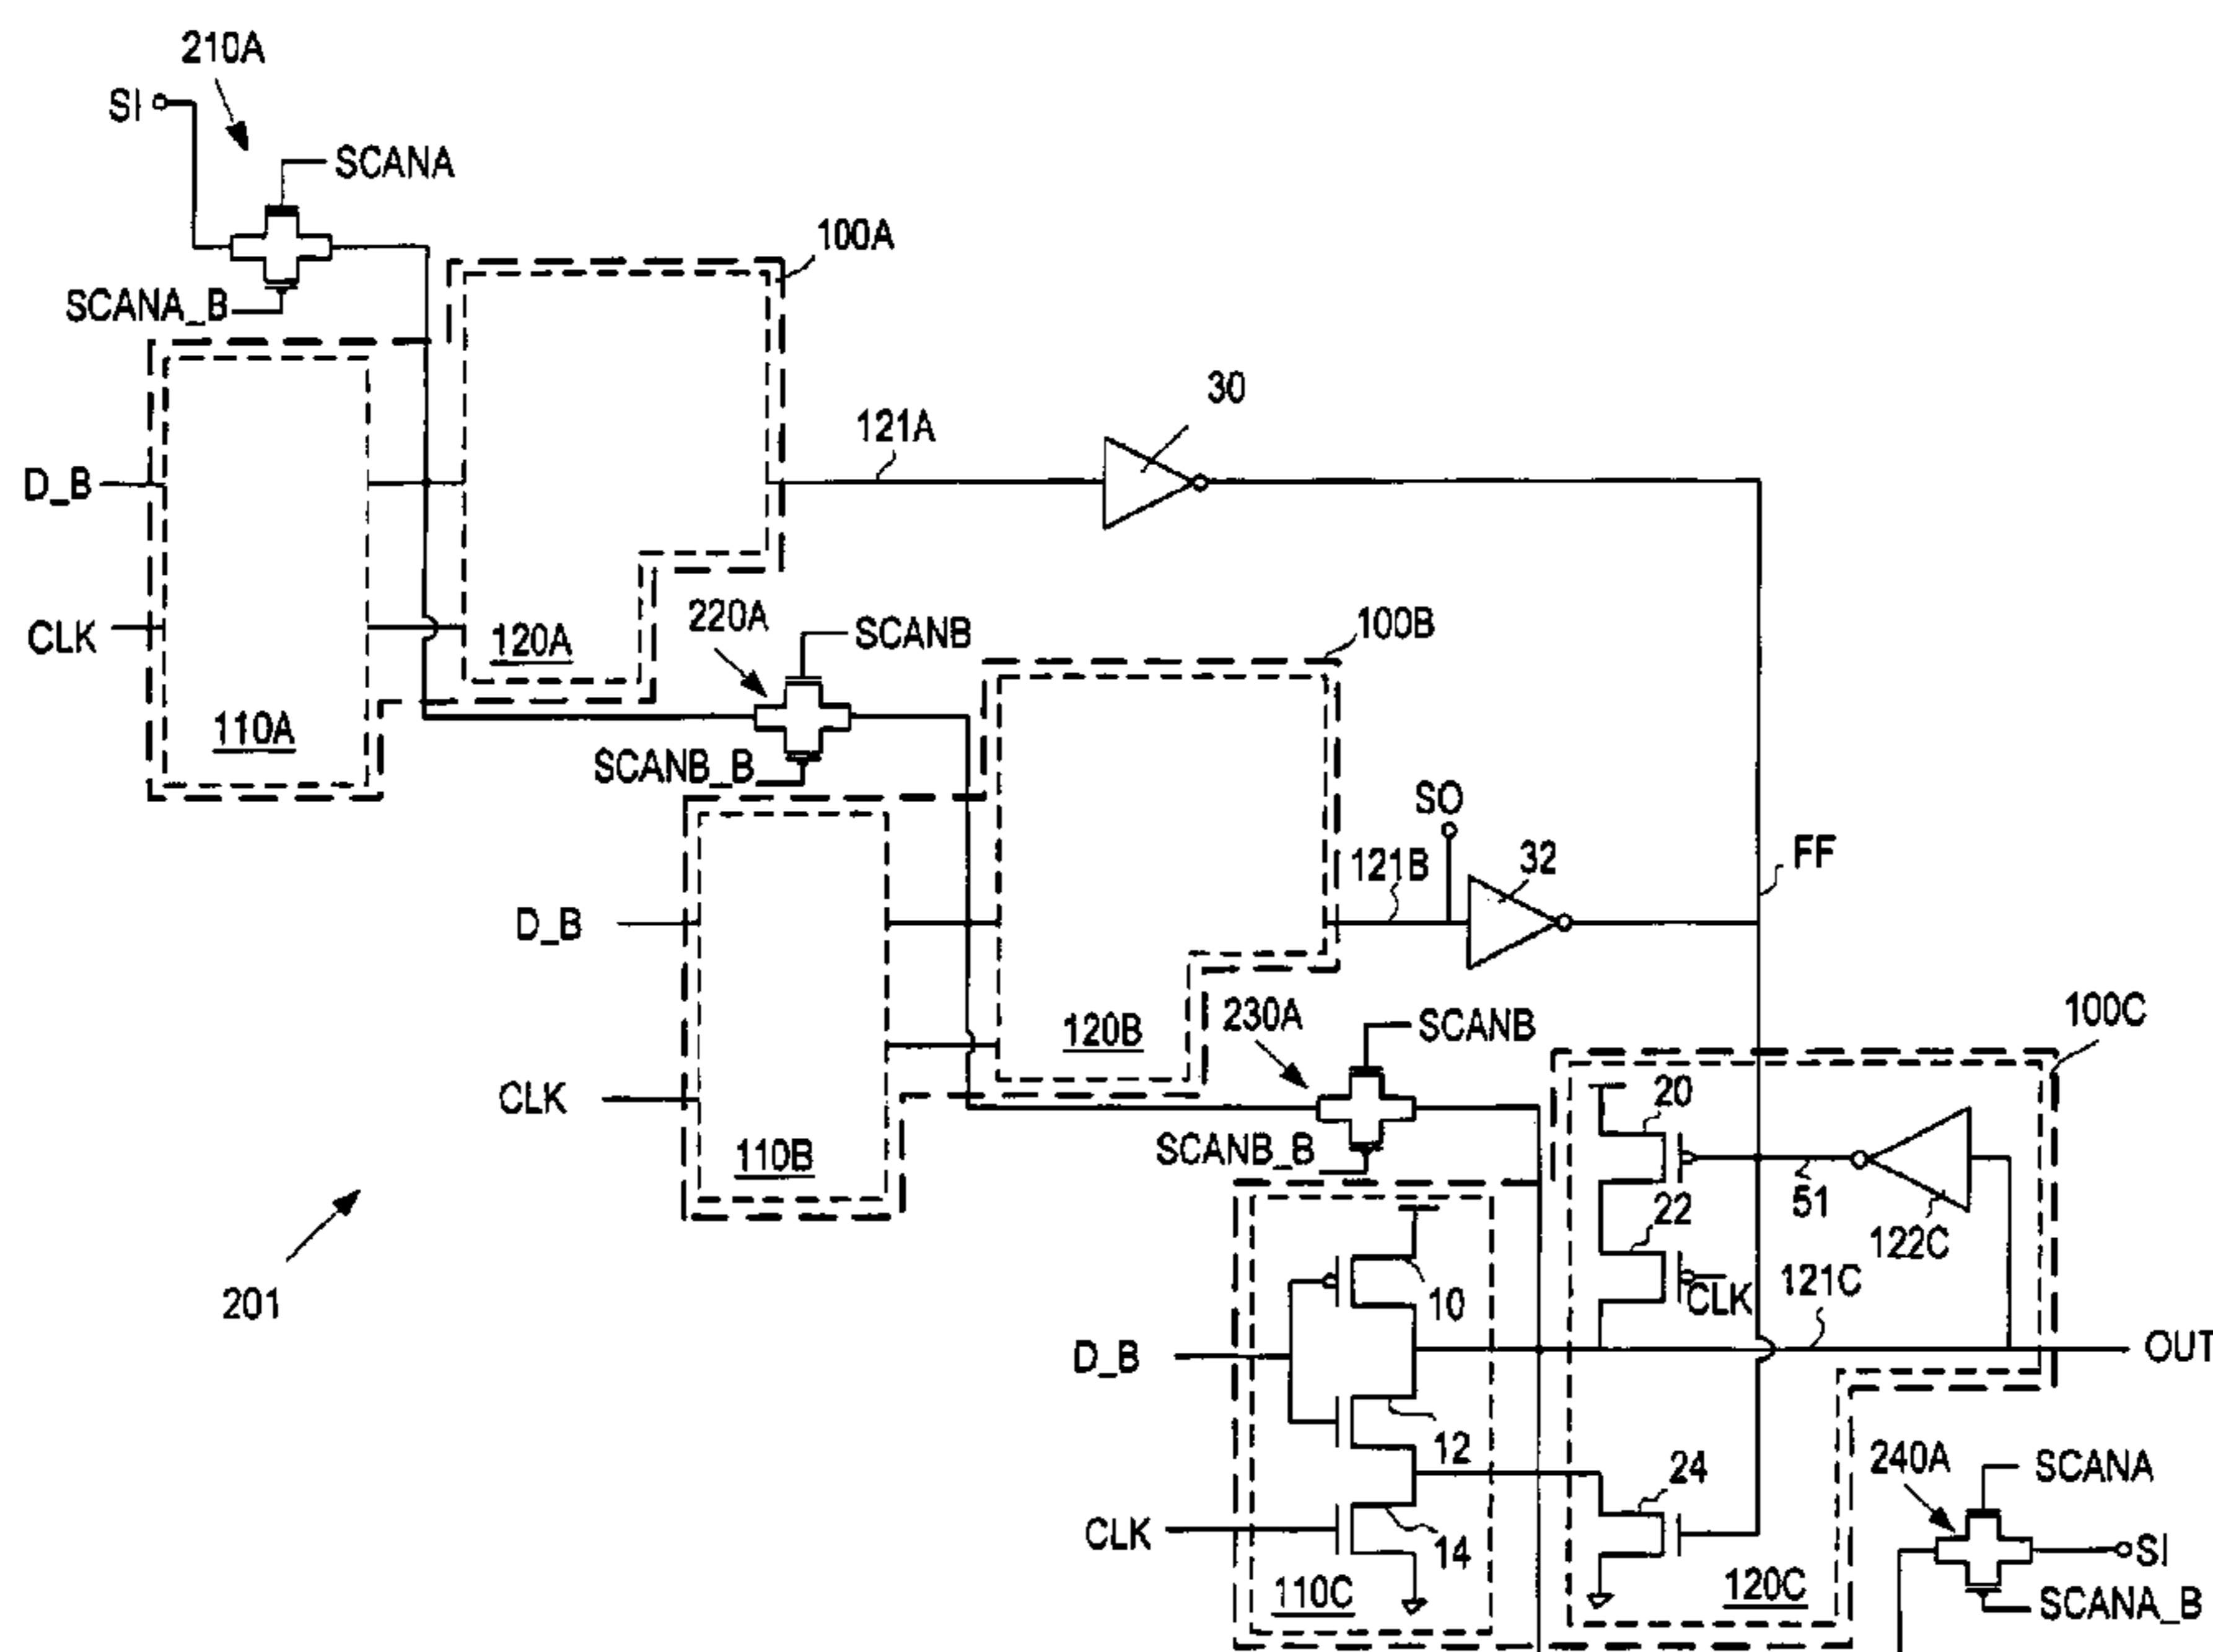 210A
SI
SCANA
100A
SCANA_B
30
121A
D_B
CLK
120A
220A
SCANB
100B
110A
SCANB_B
SO
32
FF
121B
D_B
230A
SCANB
100C
120B
20
CLK
110B
SCANB_B
51
22
122C
201
10
CLK
121C
D_B
OUT
12
24
240A
SCANA
CLK
14
SI
110C
120C
SCANA_B